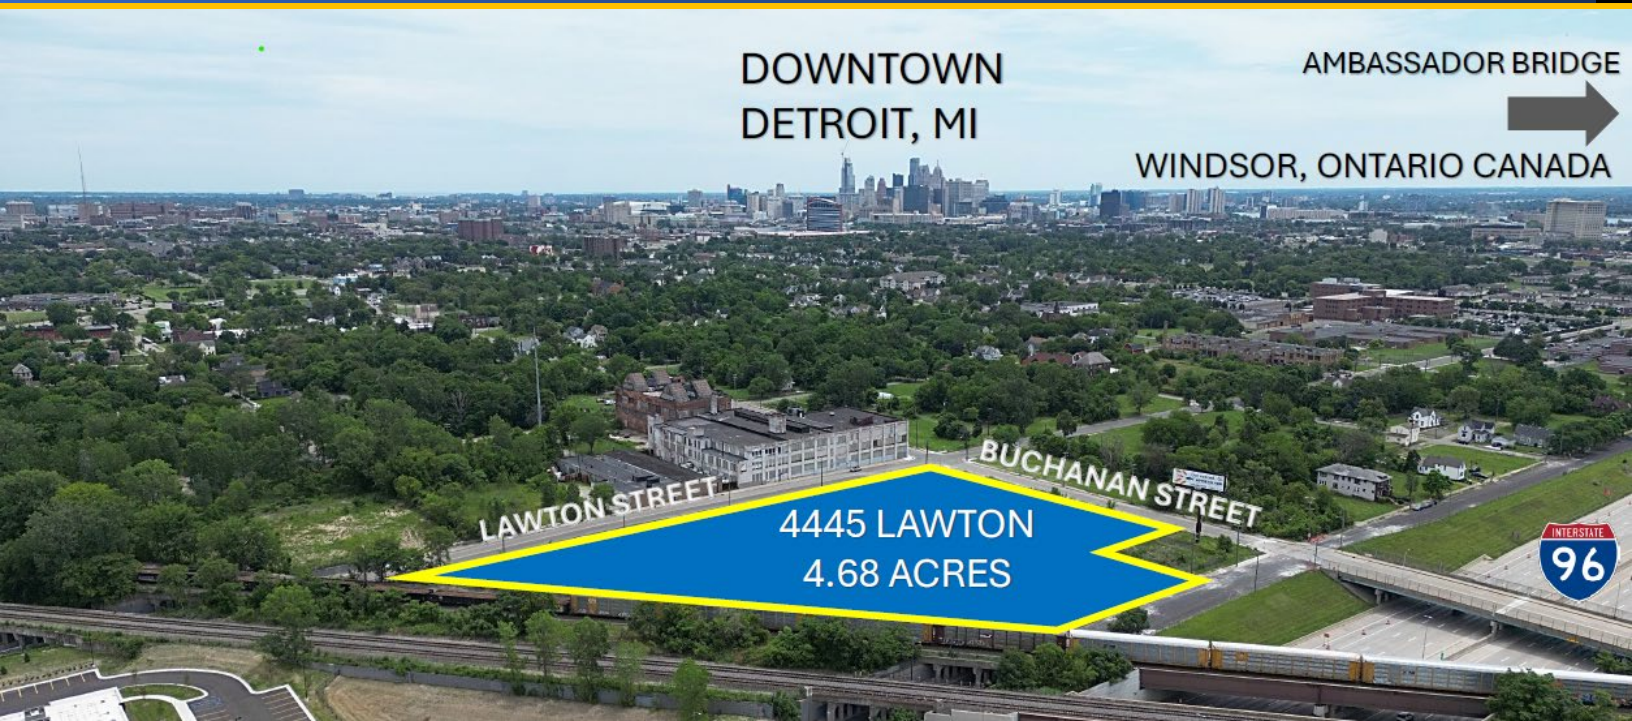 DOWNTOWN
DETROIT, MI
AMBASSADOR BRIDGE
WINDSOR, ONTARIO CANADA
LAWTON STREET
BUCHANAN STREET
4445 LAWTON
4.68 ACRES
INTERSTATE
96